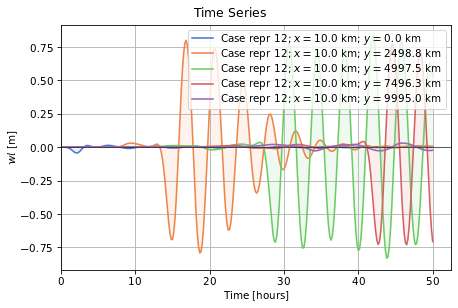 Time Series
Case repr 12; x = 10.0 km; y = 0.0 km
Case repr 12; x = 10.0 km; y = 2498.8 km
Case repr 12; x = 10.0 km; y = 4997.5 km
Case repr 12; x = 10.0 km; y = 7496.3 km
Case repr 12; x = 10.0 km; y = 9995.0 km
wl [m]
0.75
0.50
0.25
0.00
−0.25
−0.50
−0.75
0 10 20 30 40 50
Time [hours]